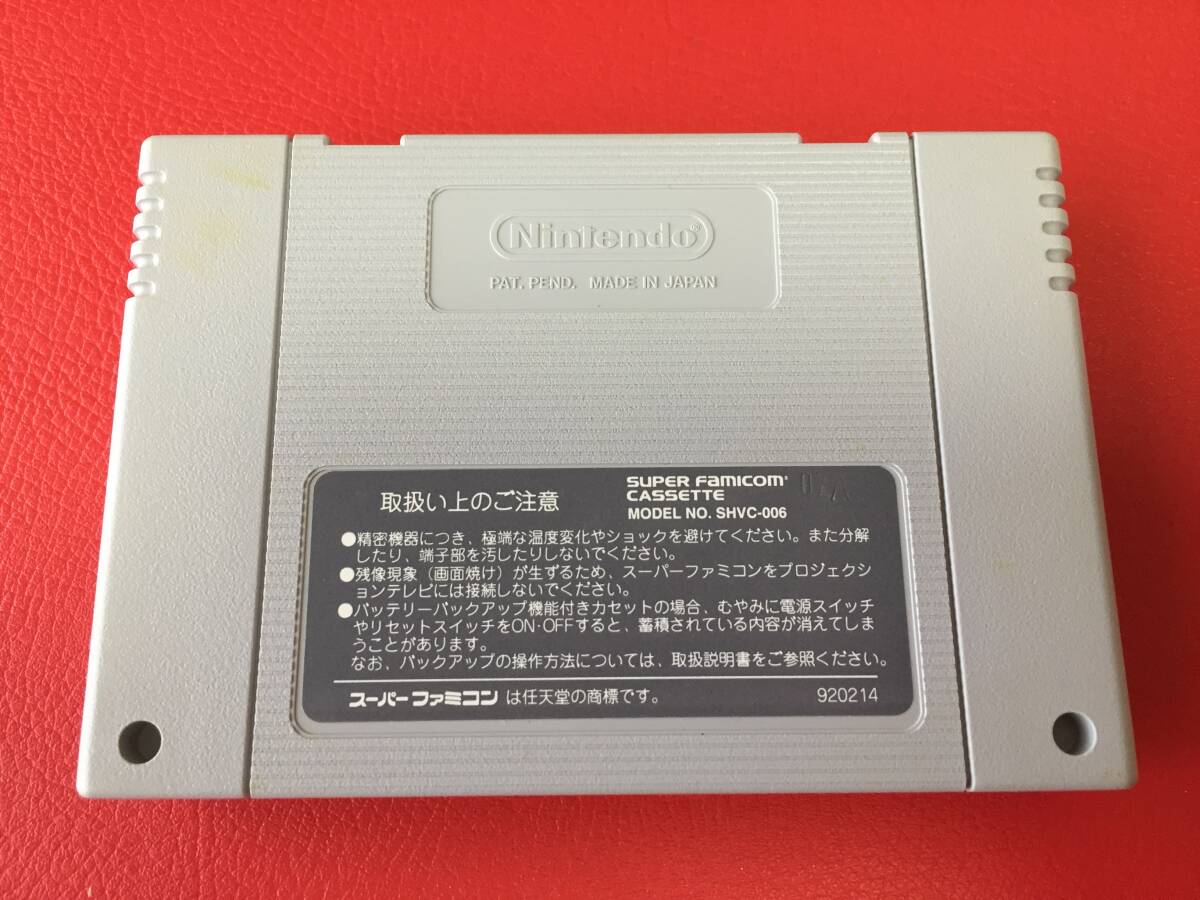 Nintendo®
PAT. PEND. MADE IN JAPAN
取扱い上のご注意
SUPER FAMICOM
CASSETTE
MODEL NO. SHVC-006
●精密機器につき、極端な温度変化やショックを避けてください。また分解
したり、端子部を汚したりしないでください。
●残像現象（画面焼け）が生ずるため、スーパーファミコンをプロジェクシ
ョンテレビには接続しないでください。
●バッテリーバックアップ機能付きカセットの場合、むやみに電源スイッチ
やリセットスイッチをON·OFFすると、蓄積されている内容が消えてしま
うことがあります。
なお、バックアップの操作方法については、取扱説明書をご参照ください。
スーパーファミコン は任天堂の商標です。 920214